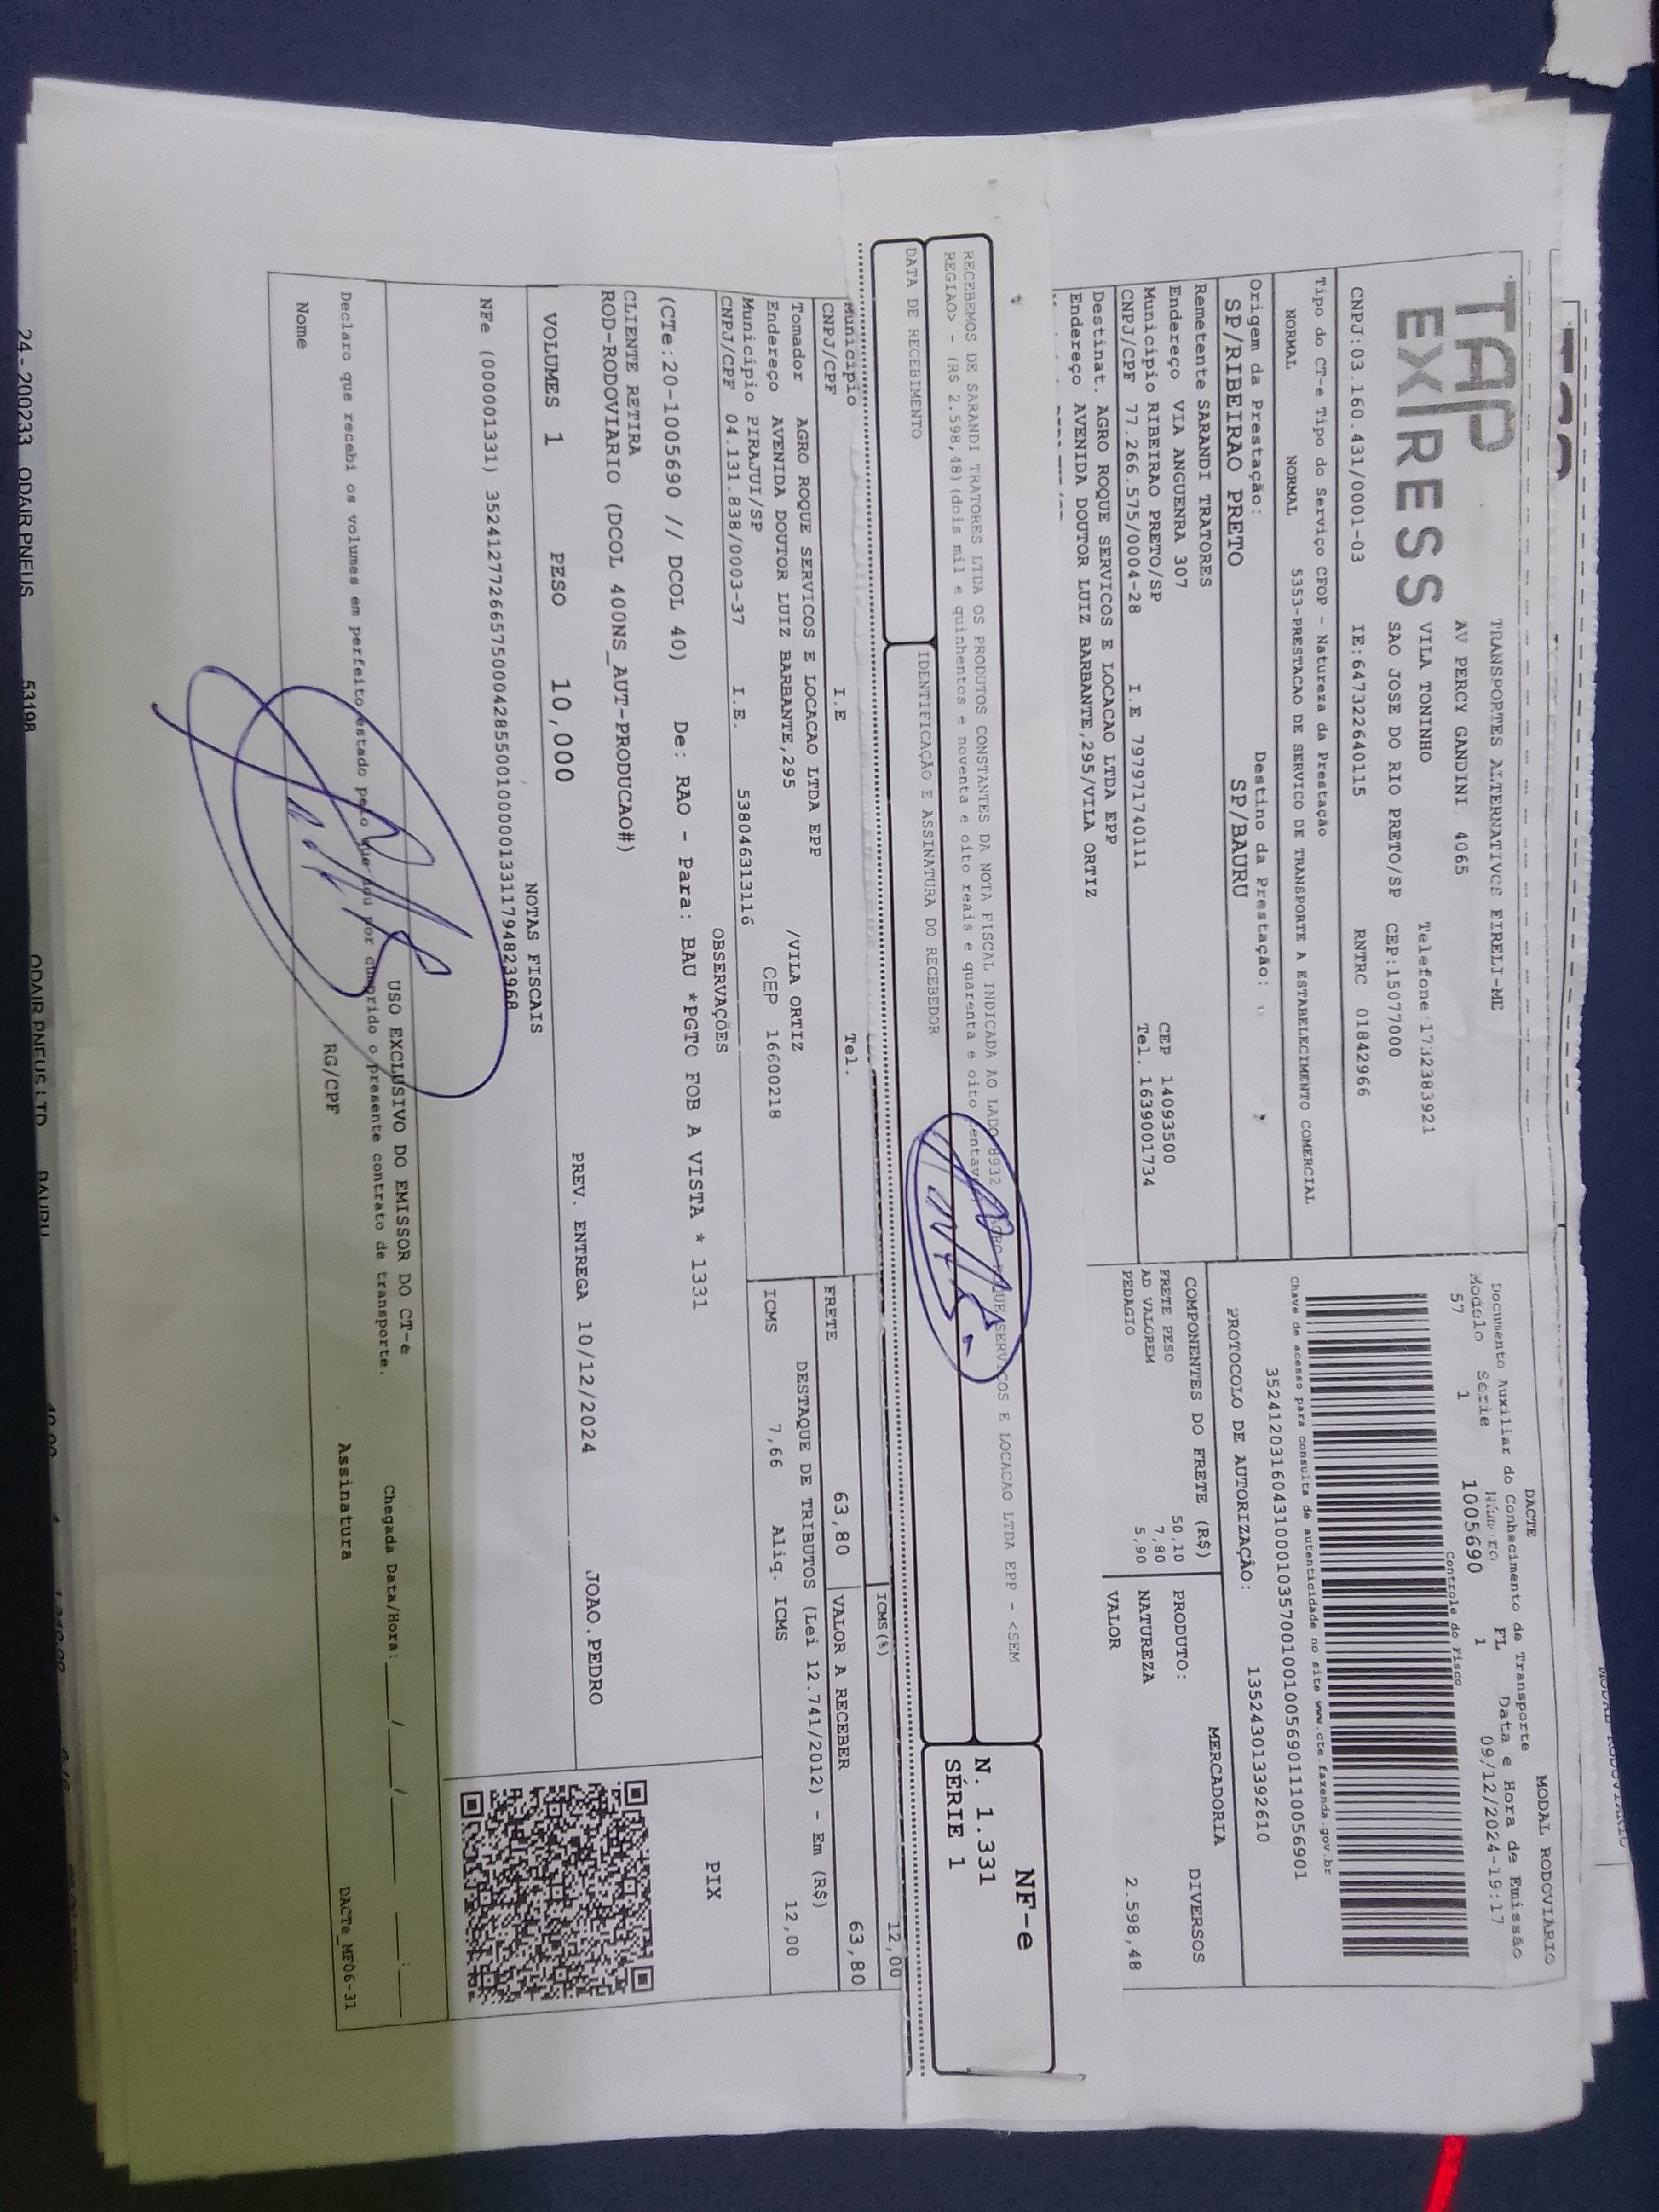 TAP
EXPRESS
TRANSPORTES ALTERNATIVOS EIRELI-ME
AV PERCY GANDINI, 4065
VILA TONINHO Telefone:1732383921
SAO JOSE DO RIO PRETO/SP CEP:15077000
CNPJ:03.160.431/0001-03 IE:647322640115 RNTRC 01842966
MODAL RODOVIARIO
DACTE
Documento Auxiliar do Conhecimento de Transporte
Modelo Série Número FL Data e Hora de Emissão
57 1 1005690 1 09/12/2024-19:17
Controle do Fisco
Chave de acesso para consulta de autenticidade no site www.cte.fazenda.gov.br
35241203160431000103570010010056901110056901
PROTOCOLO DE AUTORIZAÇÃO: 135243013392610
Tipo do CT-e Tipo do Serviço CFOP - Natureza da Prestação
NORMAL NORMAL 5353-PRESTACAO DE SERVICO DE TRANSPORTE A ESTABELECIMENTO COMERCIAL
Origem da Prestação: Destino da Prestação:
SP/RIBEIRAO PRETO SP/BAURU
Remetente SARANDI TRATORES
Endereço VIA ANGUENRA 307
Município RIBEIRAO PRETO/SP CEP 14093500
CNPJ/CPF 77.266.575/0004-28 I.E 797971740111 Tel. 1639001734
Destinat. AGRO ROQUE SERVICOS E LOCACAO LTDA EPP
Endereço AVENIDA DOUTOR LUIZ BARBANTE,295/VILA ORTIZ
COMPONENTES DO FRETE (R$)
FRETE PESO 50,10
AD VALOREM 7,80
PEDAGIO 5,90
MERCADORIA
PRODUTO: DIVERSOS
NATUREZA
VALOR 2.598,48
RECEBEMOS DE SARANDI TRATORES LTDA OS PRODUTOS CONSTANTES DA NOTA FISCAL INDICADA AO LADO SERVICOS E LOCACAO LTDA EPP - <SEM
REGIAO> - (R$ 2.598,48)(dois mil e quinhentos e noventa e oito reais e quarenta e oito
DATA DE RECEBIMENTO IDENTIFICAÇÃO E ASSINATURA DO RECEBEDOR
NF-e
N. 1.331
SÉRIE 1
Município
CNPJ/CPF I.E Tel.
ICMS(%) 12,00
FRETE 63,80 VALOR A RECEBER 63,80
Tomador AGRO ROQUE SERVICOS E LOCACAO LTDA EPP
Endereço AVENIDA DOUTOR LUIZ BARBANTE,295 /VILA ORTIZ
Município PIRAJUI/SP CEP 16600218
CNPJ/CPF 04.131.838/0003-37 I.E. 538046313116
DESTAQUE DE TRIBUTOS (Lei 12.741/2012) - Em (R$)
ICMS 7,66 Aliq. ICMS 12,00
OBSERVAÇÕES
(CTe:20-1005690 // DCOL 40) De: RAO - Para: BAU *PGTO FOB A VISTA * 1331
CLIENTE RETIRA
ROD-RODOVIARIO (DCOL 400NS_AUT-PRODUCAO#)
PIX
VOLUMES 1 PESO 10,000 PREV. ENTREGA 10/12/2024 JOAO.PEDRO
NOTAS FISCAIS
NFe (000001331) 35241277266575000428550010000013311794823968
USO EXCLUSIVO DO EMISSOR DO CT-e
Declaro que recebi os volumes em perfeito estado pelo que dou por cumprido o presente contrato de transporte. Chegada Data/Hora: ____/____/____ ____:____
Nome RG/CPF Assinatura
DACTe_MF06-31
24 - 200233 ODAIR PNEUS 53198 ODAIR PNEUS LTD BAURU